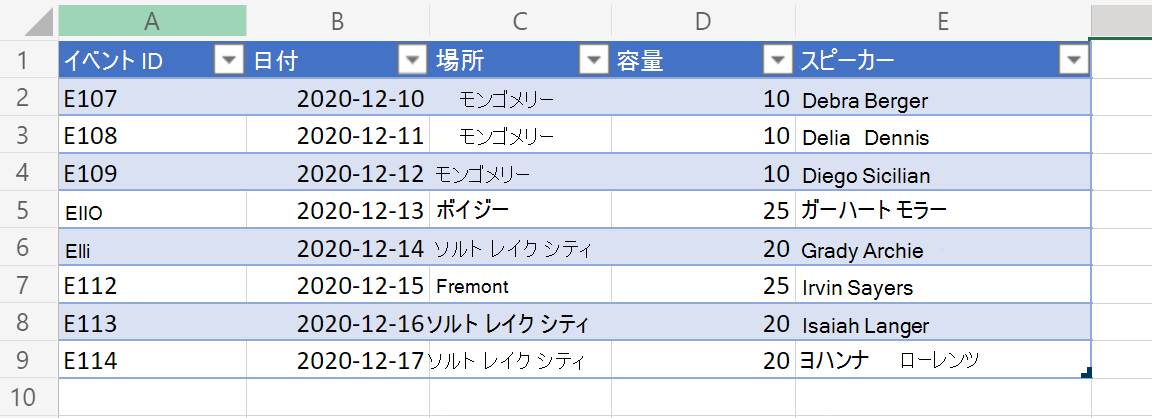 A B C D E
1 イベント ID 日付 場所 容量 スピーカー
2 E107 2020-12-10 モンゴメリー 10 Debra Berger
3 E108 2020-12-11 モンゴメリー 10 Delia Dennis
4 E109 2020-12-12 モンゴメリー 10 Diego Sicilian
5 EIIO 2020-12-13 ボイジー 25 ガーハート モラー
6 Elli 2020-12-14 ソルト レイク シティ 20 Grady Archie
7 E112 2020-12-15 Fremont 25 Irvin Sayers
8 E113 2020-12-16 ソルト レイク シティ 20 Isaiah Langer
9 E114 2020-12-17 ソルト レイク シティ 20 ヨハンナ ローレンツ
10